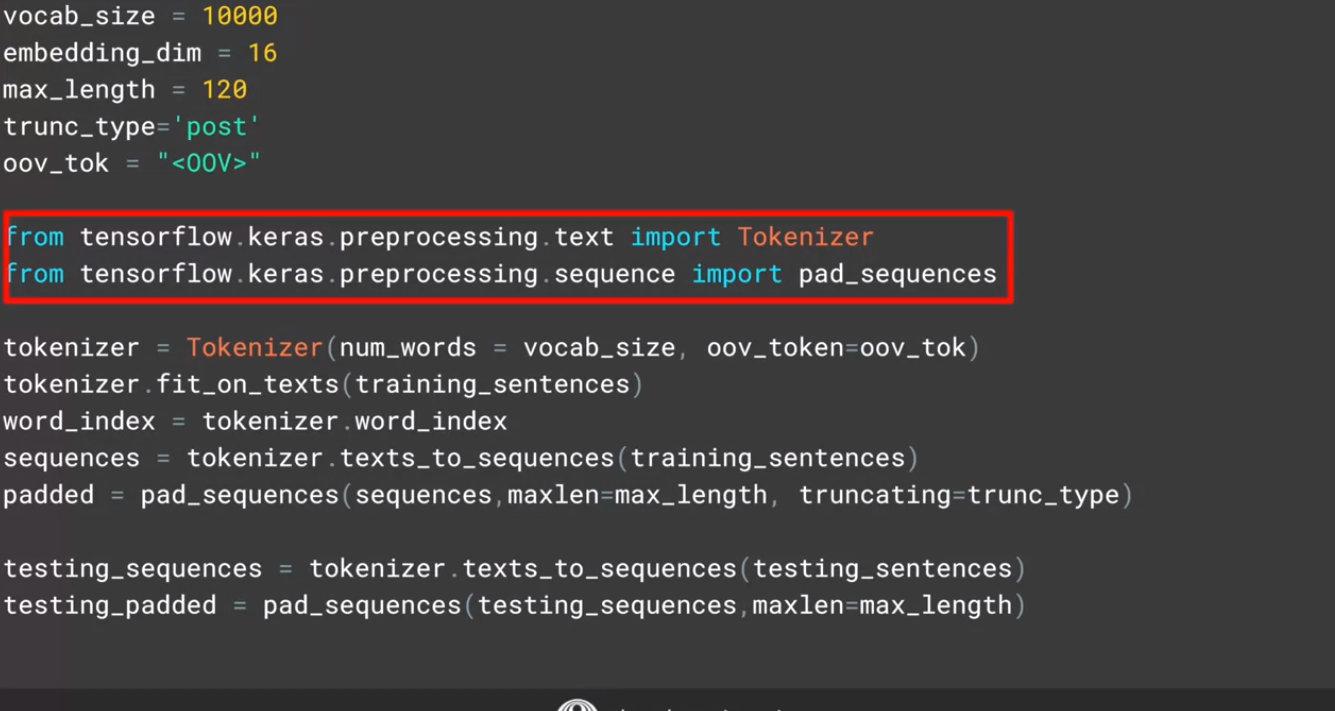 vocab_size = 10000
embedding_dim = 16
max_length = 120
trunc_type='post'
oov_tok = "<OOV>"
from tensorflow.keras.preprocessing.text import Tokenizer
from tensorflow.keras.preprocessing.sequence import pad_sequences
tokenizer = Tokenizer(num_words = vocab_size, oov_token=oov_tok)
tokenizer.fit_on_texts(training_sentences)
word_index = tokenizer.word_index
sequences = tokenizer.texts_to_sequences(training_sentences)
padded = pad_sequences(sequences,maxlen=max_length, truncating=trunc_type)
testing_sequences = tokenizer.texts_to_sequences(testing_sentences)
testing_padded = pad_sequences(testing_sequences,maxlen=max_length)